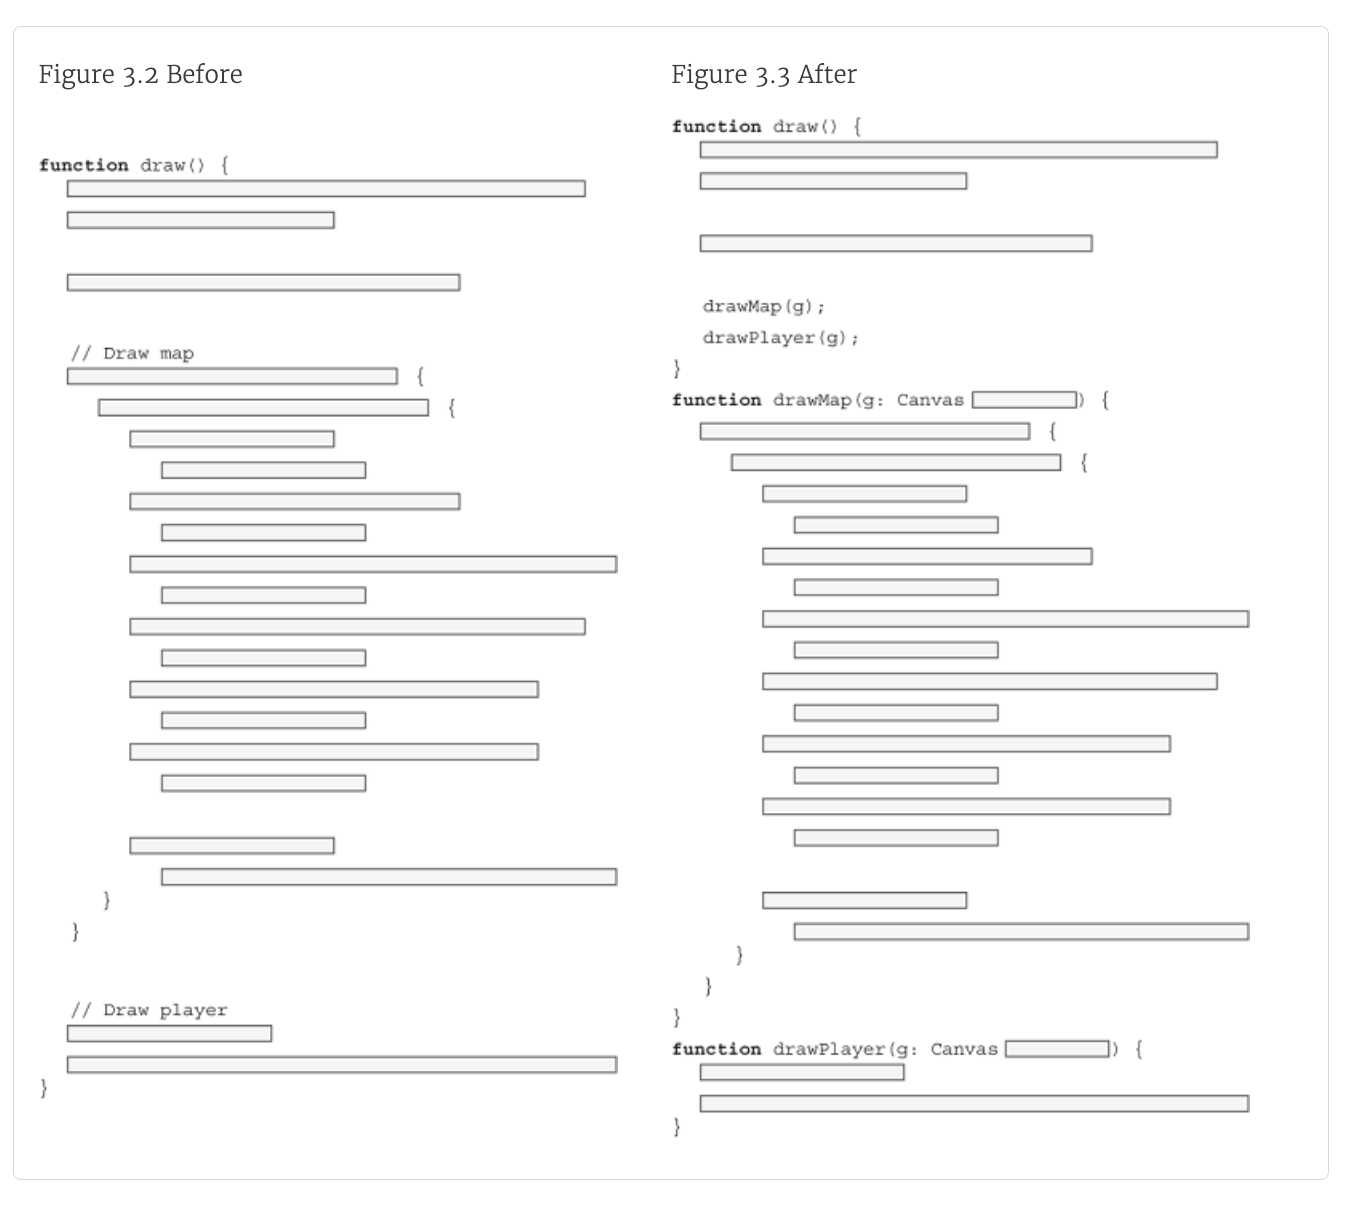 Figure 3.2 Before
function draw() {
// Draw map
{
{
}
}
// Draw player
}
Figure 3.3 After
function draw() {
drawMap(g);
drawPlayer(g);
}
function drawMap(g: Canvas ) {
{
{
}
}
}
function drawPlayer(g: Canvas ) {
}